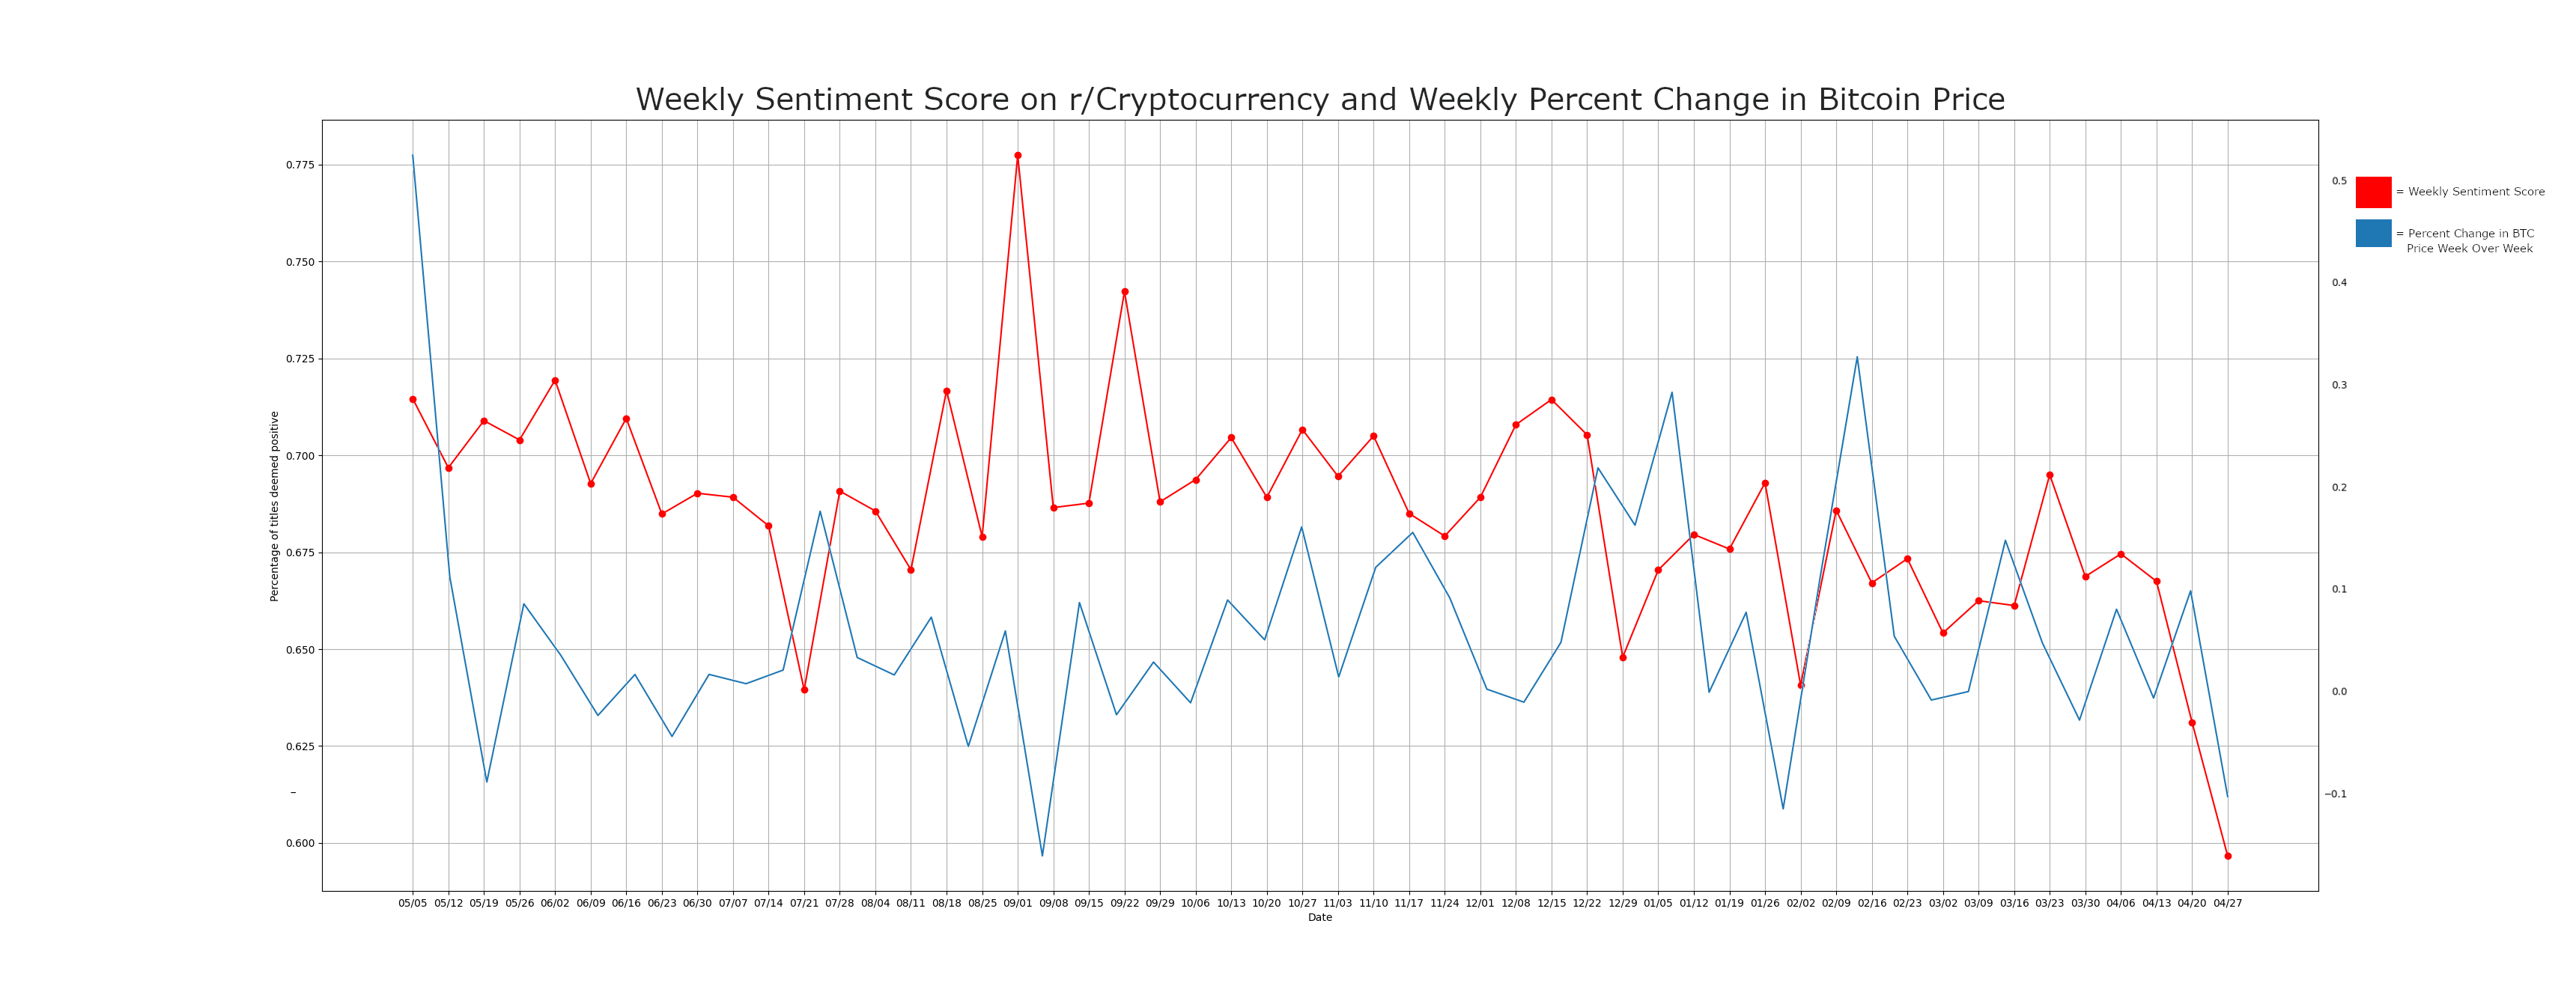 Weekly Sentiment Score on r/Cryptocurrency and Weekly Percent Change in Bitcoin Price
0.775
0.750
0.725
0.700
0.675
0.650
0.625
0.600
Percentage of titles deemed positive
–
0.5
0.4
0.3
0.2
0.1
0.0
−0.1
= Weekly Sentiment Score
= Percent Change in BTC
Price Week Over Week
05/05 05/12 05/19 05/26 06/02 06/09 06/16 06/23 06/30 07/07 07/14 07/21 07/28 08/04 08/11 08/18 08/25 09/01 09/08 09/15 09/22 09/29 10/06 10/13 10/20 10/27 11/03 11/10 11/17 11/24 12/01 12/08 12/15 12/22 12/29 01/05 01/12 01/19 01/26 02/02 02/09 02/16 02/23 03/02 03/09 03/16 03/23 03/30 04/06 04/13 04/20 04/27
Date